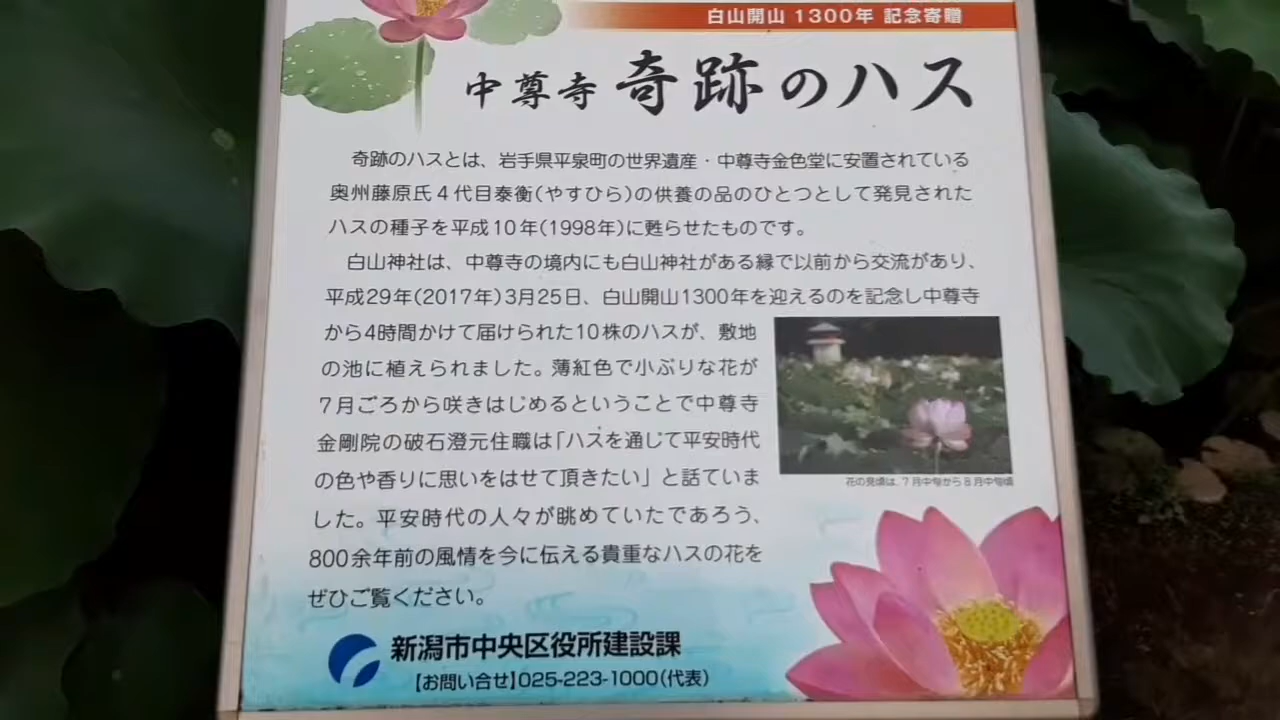 白山開山 1300年 記念寄贈
中尊寺 奇跡のハス
奇跡のハスとは、岩手県平泉町の世界遺産・中尊寺金色堂に安置されている
奥州藤原氏4代目泰衡(やすひら)の供養の品のひとつとして発見された
ハスの種子を平成10年(1998年)に甦らせたものです。
白山神社は、中尊寺の境内にも白山神社がある縁で以前から交流があり、
平成29年(2017年)3月25日、白山開山1300年を迎えるのを記念し中尊寺
から4時間かけて届けられた10株のハスが、敷地
の池に植えられました。薄紅色で小ぶりな花が
7月ごろから咲きはじめるということで中尊寺
金剛院の破石澄元住職は「ハスを通じて平安時代
の色や香りに思いをはせて頂きたい」と話ていま
した。平安時代の人々が眺めていたであろう、
800余年前の風情を今に伝える貴重なハスの花を
ぜひご覧ください。
花の見頃は、7月中旬から8月中旬頃
新潟市中央区役所建設課
【お問い合せ】025-223-1000(代表)